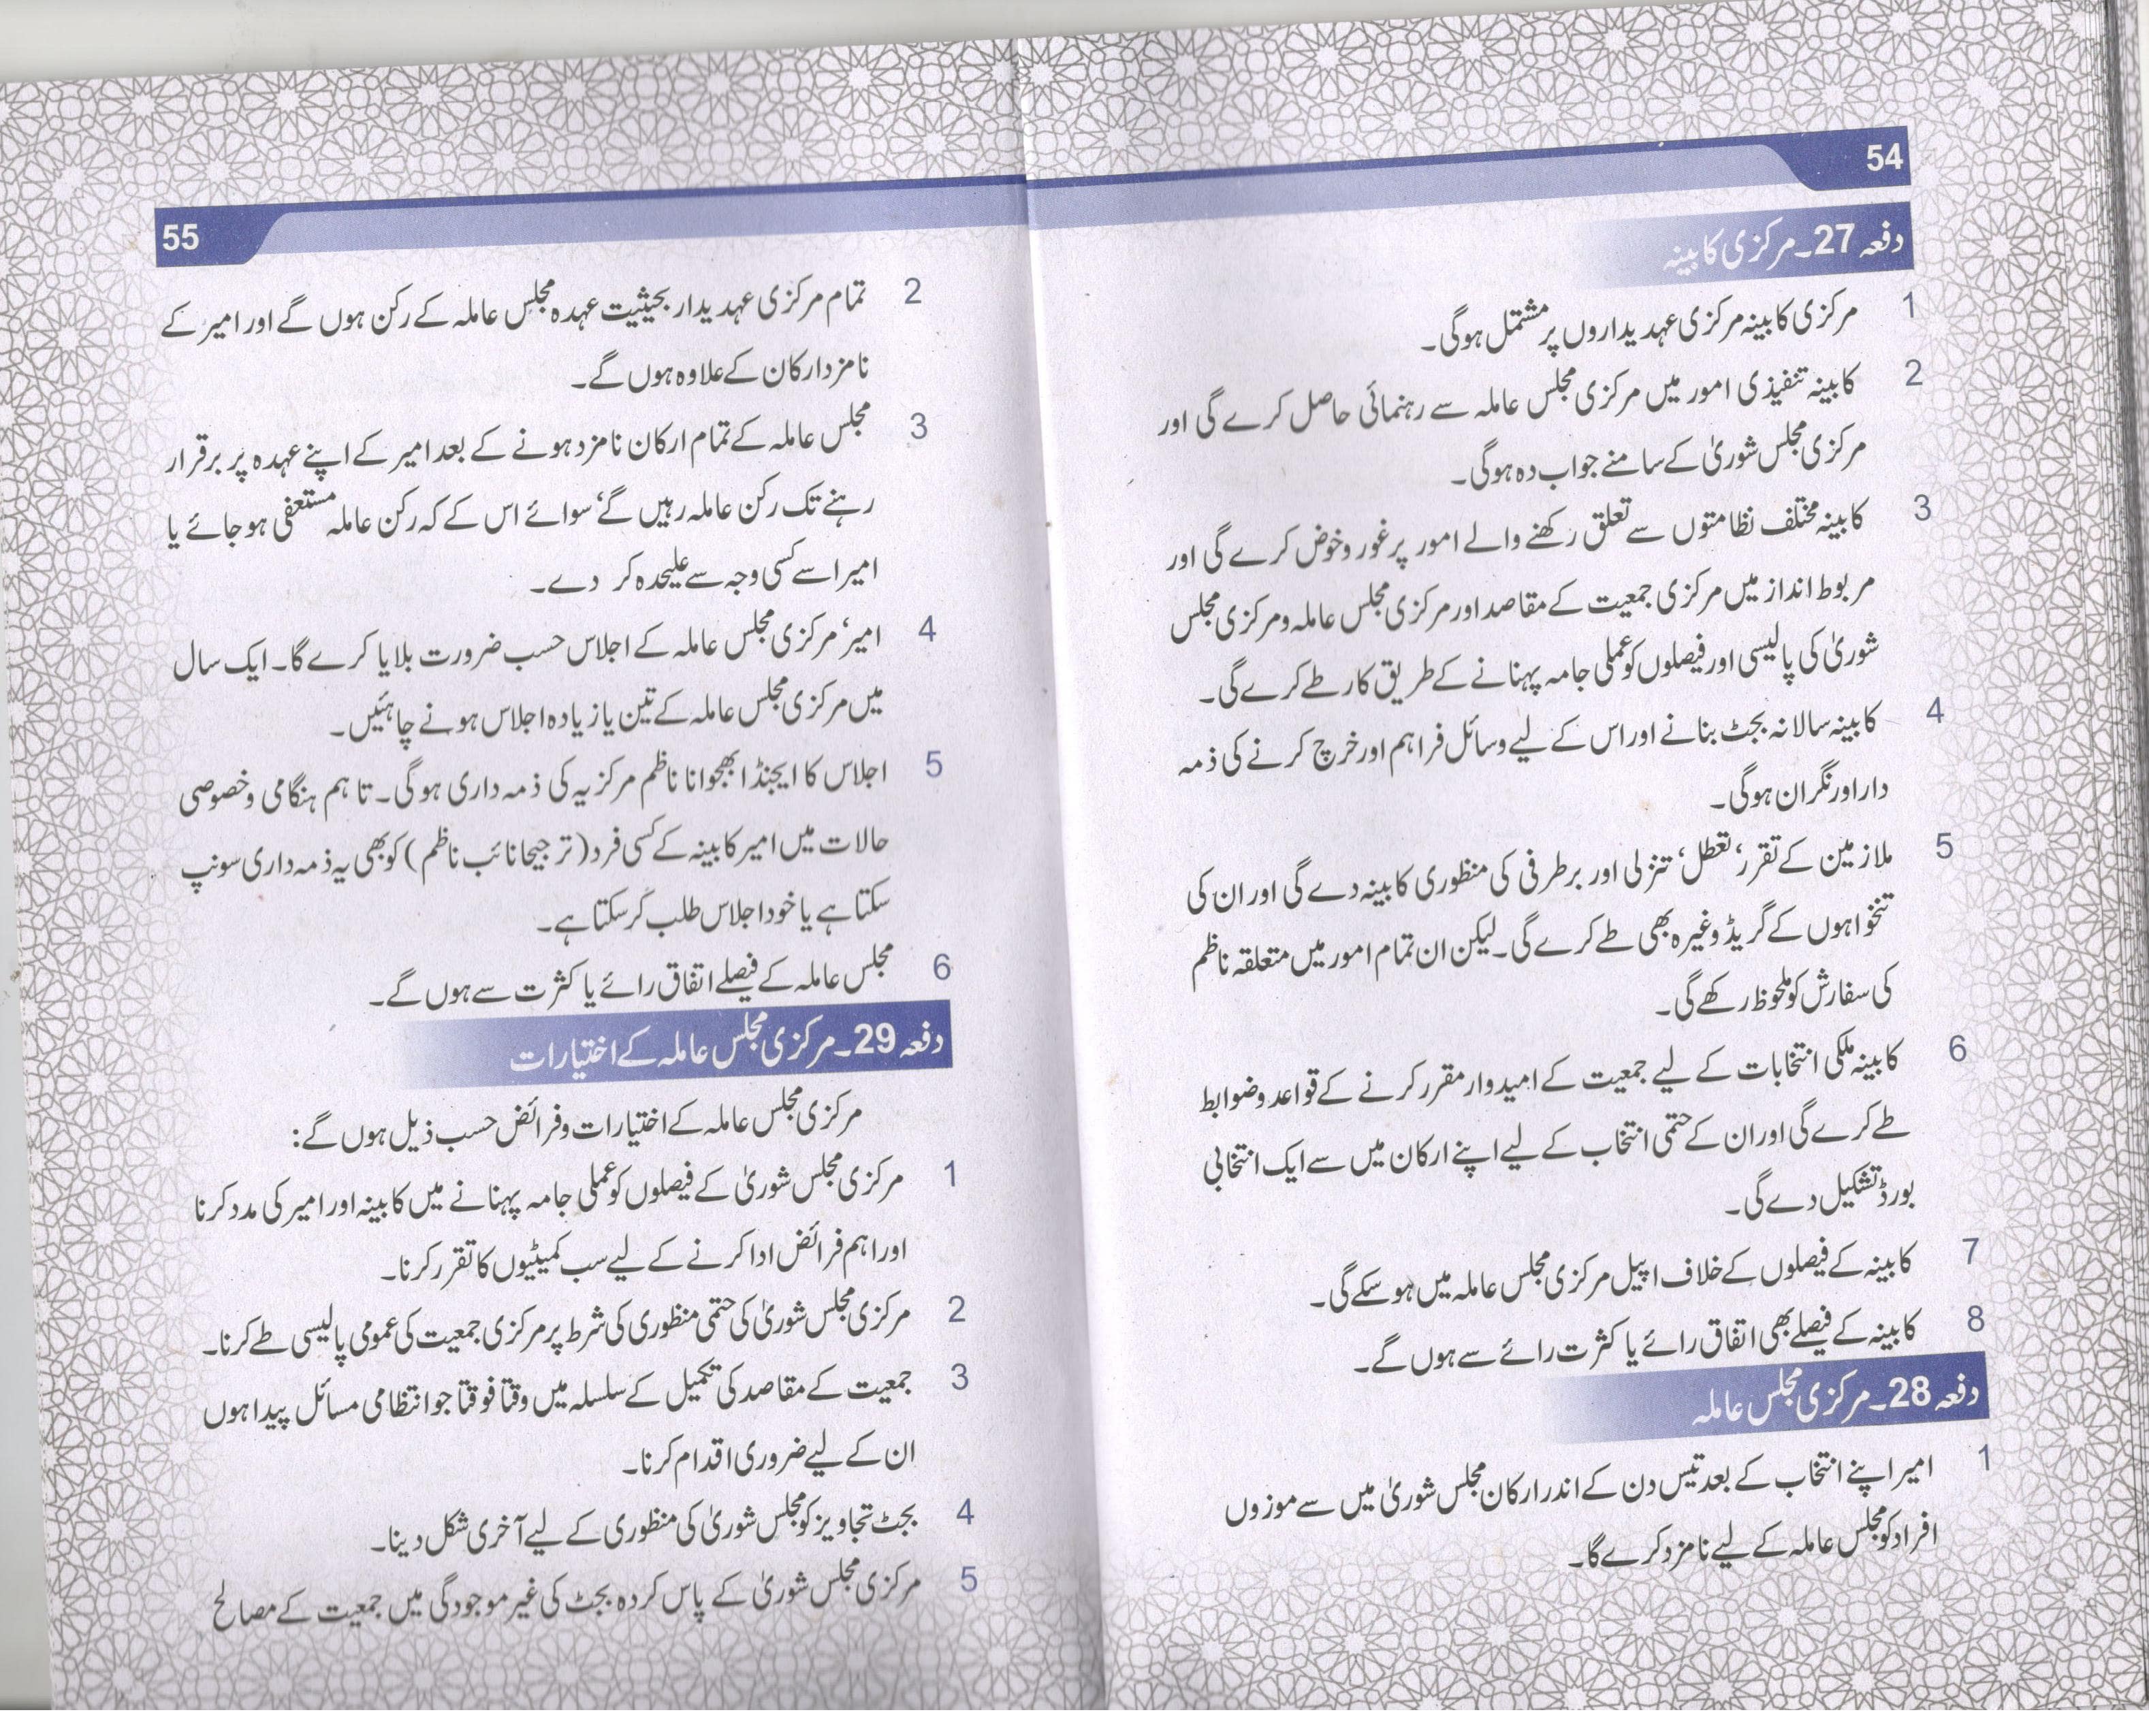 54
دفعہ 27۔ مرکزی کابینہ
1 مرکزی کابینہ مرکزی عہدیداروں پر مشتمل ہوگی۔
2 کابینہ تنفیذی امور میں مرکزی مجلس عاملہ سے رہنمائی حاصل کرے گی اور
مرکزی مجلس شوریٰ کے سامنے جواب دہ ہوگی۔
3 کابینہ مختلف نظامتوں سے تعلق رکھنے والے امور پر غور و خوض کرے گی اور
مربوط انداز میں مرکزی جمعیت کے مقاصد اور مرکزی مجلس عاملہ و مرکزی مجلس
شوریٰ کی پالیسی اور فیصلوں کو عملی جامہ پہنانے کے طریق کار طے کرے گی۔
4 کابینہ سالانہ بجٹ بنانے اور اس کے لیے وسائل فراہم اور خرچ کرنے کی ذمہ
دار اور نگران ہوگی۔
5 ملازمین کے تقرر، تعطل، تنزلی اور برطرفی کی منظوری کابینہ دے گی اور ان کی
تنخواہوں کے گریڈ وغیرہ بھی طے کرے گی۔ لیکن ان تمام امور میں متعلقہ ناظم
کی سفارش کو ملحوظ رکھے گی۔
6 کابینہ ملکی انتخابات کے لیے جمعیت کے امیدوار مقرر کرنے کے قواعد و ضوابط
طے کرے گی اور ان کے حتمی انتخاب کے لیے اپنے ارکان میں سے ایک انتخابی
بورڈ تشکیل دے گی۔
7 کابینہ کے فیصلوں کے خلاف اپیل مرکزی مجلس عاملہ میں ہو سکے گی۔
8 کابینہ کے فیصلے بھی اتفاق رائے یا کثرت رائے سے ہوں گے۔
دفعہ 28۔ مرکزی مجلس عاملہ
1 امیر اپنے انتخاب کے بعد تیس دن کے اندر ارکان مجلس شوریٰ میں سے موزوں
افراد کو مجلس عاملہ کے لیے نامزد کرے گا۔
55
2 تمام مرکزی عہدیدار بحیثیت عہدہ مجلس عاملہ کے رکن ہوں گے اور امیر کے
نامزد ارکان کے علاوہ ہوں گے۔
3 مجلس عاملہ کے تمام ارکان نامزد ہونے کے بعد امیر کے اپنے عہدہ پر برقرار
رہنے تک رکن عاملہ رہیں گے، سوائے اس کے کہ رکن عاملہ مستعفی ہو جائے یا
امیر اسے کسی وجہ سے علیحدہ کر دے۔
4 امیر، مرکزی مجلس عاملہ کے اجلاس حسب ضرورت بلایا کرے گا۔ ایک سال
میں مرکزی مجلس عاملہ کے تین یا زیادہ اجلاس ہونے چاہئیں۔
5 اجلاس کا ایجنڈا بھجوانا ناظم مرکزیہ کی ذمہ داری ہو گی۔ تا ہم ہنگامی و خصوصی
حالات میں امیر کابینہ کے کسی فرد (ترجیحا نائب ناظم) کو بھی یہ ذمہ داری سونپ
سکتا ہے یا خود اجلاس طلب کر سکتا ہے۔
6 مجلس عاملہ کے فیصلے اتفاق رائے یا کثرت سے ہوں گے۔
دفعہ 29۔ مرکزی مجلس عاملہ کے اختیارات
مرکزی مجلس عاملہ کے اختیارات و فرائض حسب ذیل ہوں گے:
1 مرکزی مجلس شوریٰ کے فیصلوں کو عملی جامہ پہنانے میں کابینہ اور امیر کی مدد کرنا
اور اہم فرائض ادا کرنے کے لیے سب کمیٹیوں کا تقرر کرنا۔
2 مرکزی مجلس شوریٰ کی حتمی منظوری کی شرط پر مرکزی جمعیت کی عمومی پالیسی طے کرنا۔
3 جمعیت کے مقاصد کی تکمیل کے سلسلہ میں وقتا فوقتا جو انتظامی مسائل پیدا ہوں
ان کے لیے ضروری اقدام کرنا۔
4 بجٹ تجاویز کو مجلس شوریٰ کی منظوری کے لیے آخری شکل دینا۔
5 مرکزی مجلس شوریٰ کے پاس کردہ بجٹ کی غیر موجودگی میں جمعیت کے مصالح